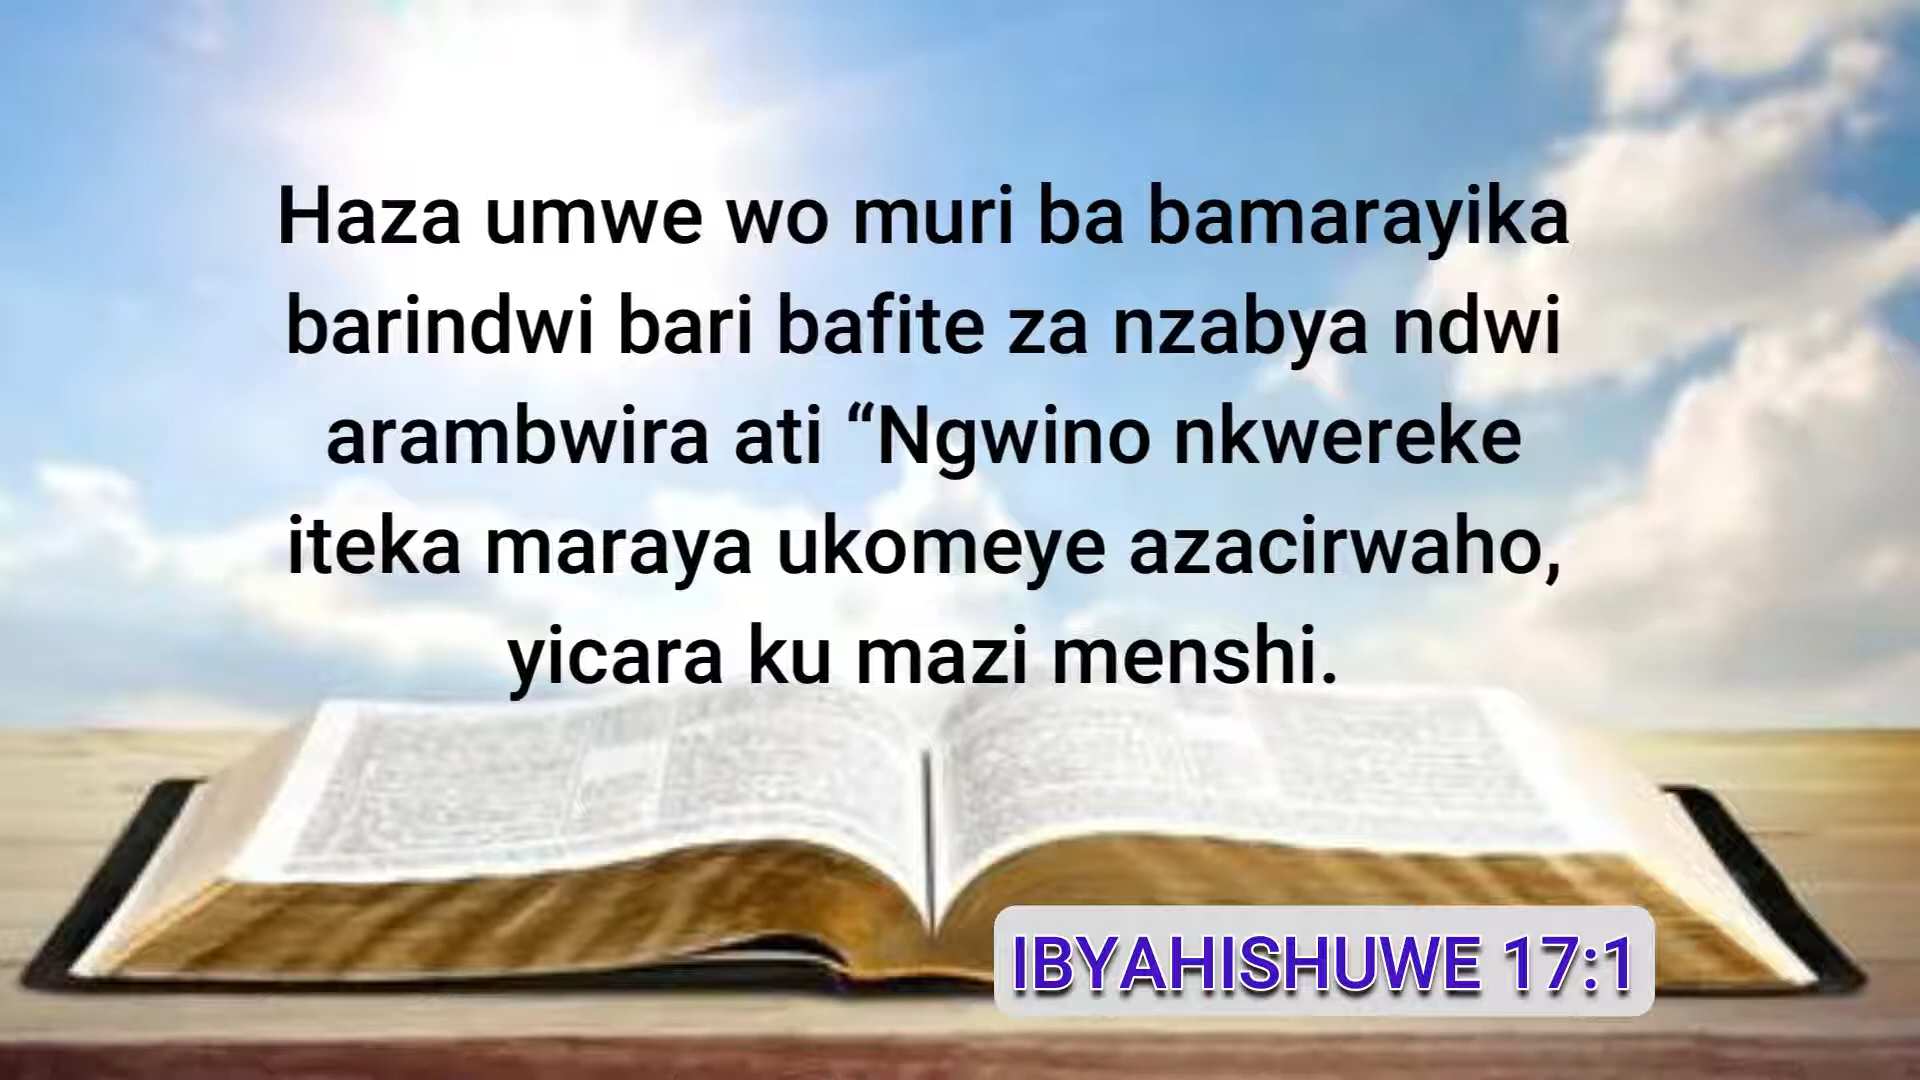 Haza umwe wo muri ba bamarayika
barindwi bari bafite za nzabya ndwi
arambwira ati “Ngwino nkwereke
iteka maraya ukomeye azacirwaho,
yicara ku mazi menshi.
IBYAHISHUWE 17:1